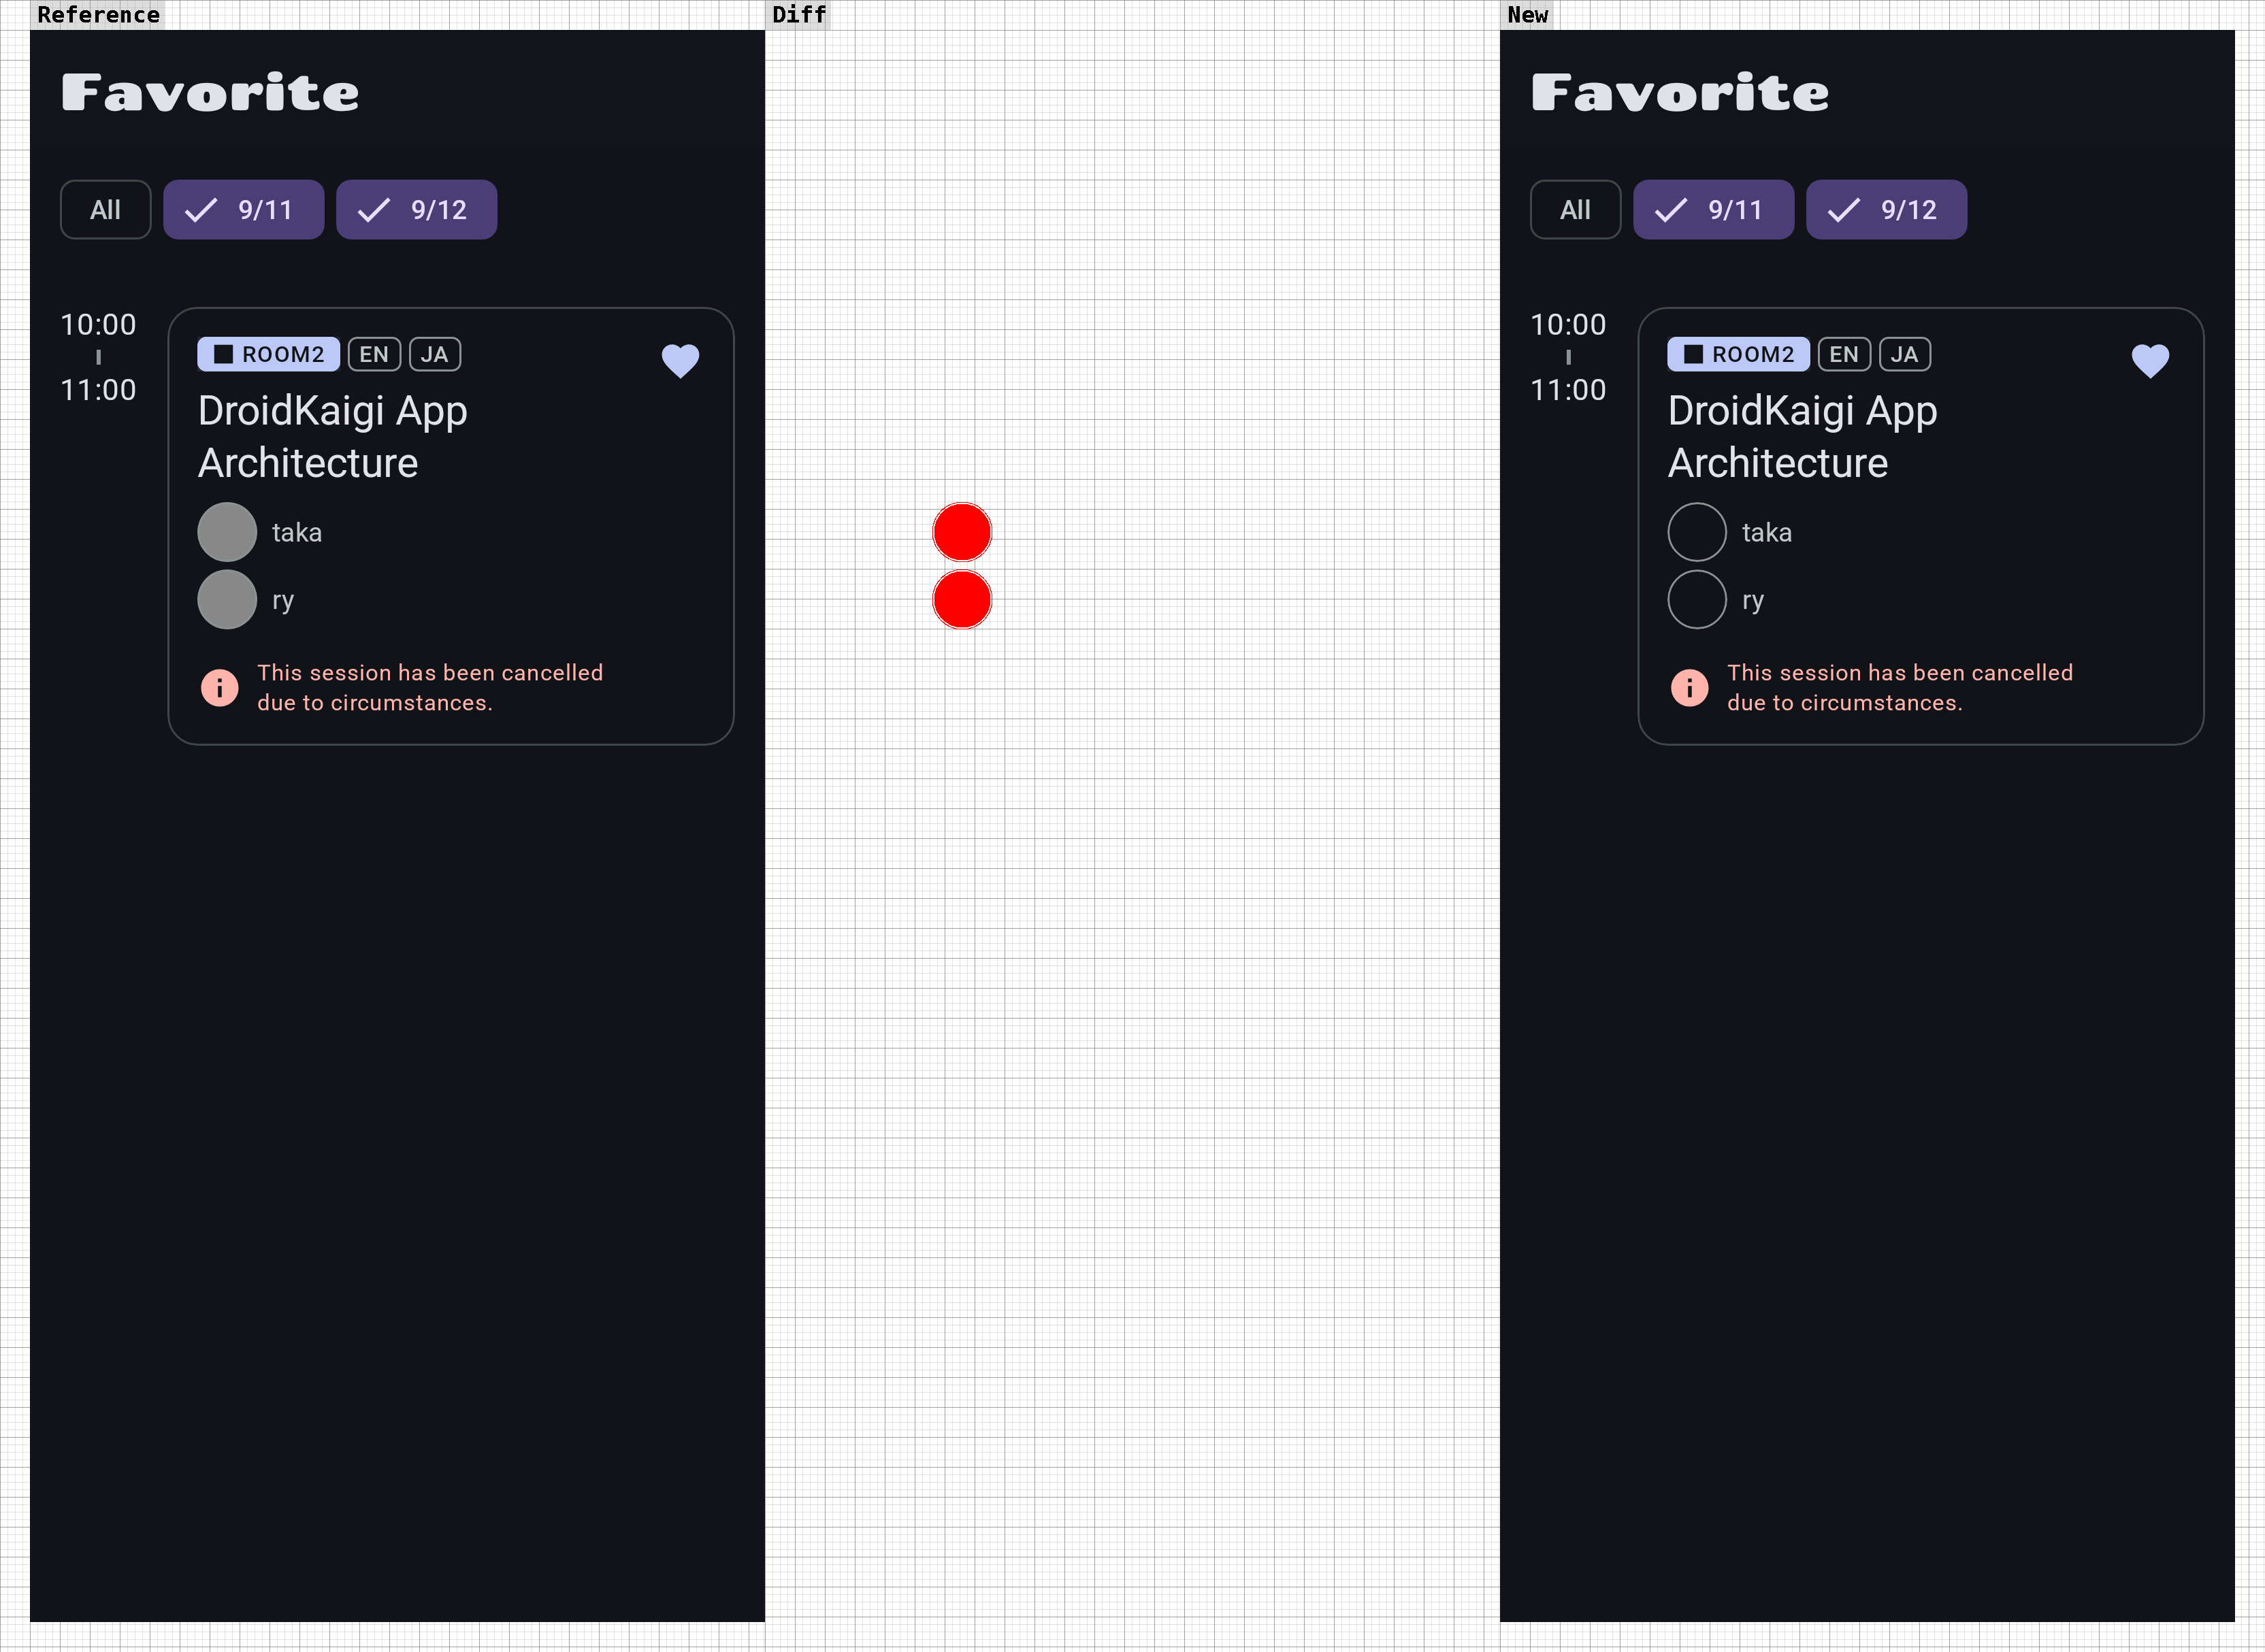 Reference
Favorite
All
9/11
9/12
10:00
11:00
ROOM2 EN JA
DroidKaigi App
Architecture
taka
ry
This session has been cancelled
due to circumstances.
Diff
New
Favorite
All
9/11
9/12
10:00
11:00
ROOM2 EN JA
DroidKaigi App
Architecture
taka
ry
This session has been cancelled
due to circumstances.